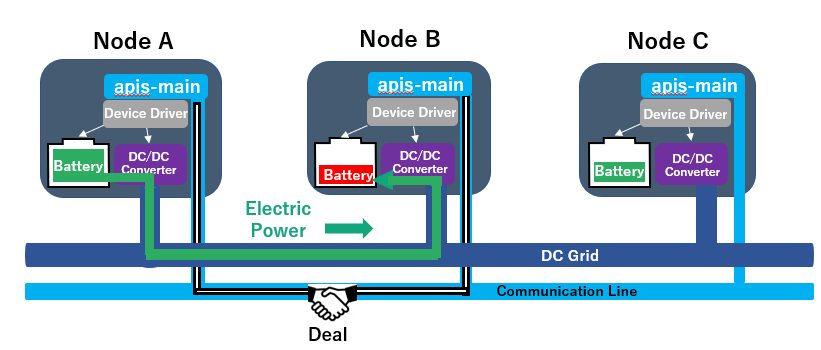 Node A
Node B
Node C
apis-main
apis-main
apis-main
Device Driver
Device Driver
Device Driver
Battery
DC/DC
Converter
Battery
DC/DC
Converter
Battery
DC/DC
Converter
Electric
Power
DC Grid
Communication Line
Deal